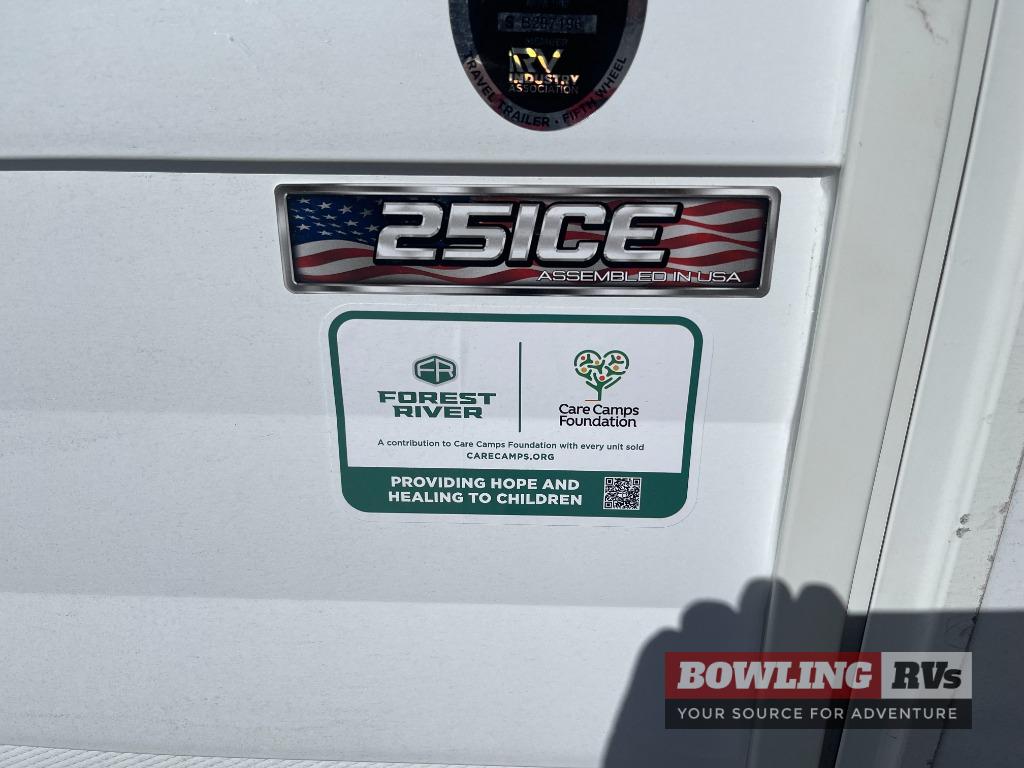 RV
INDUSTRY
ASSOCIATION
TRAVEL TRAILER • FIFTH WHEEL
251CE
ASSEMBLED IN USA
FR
FOREST
RIVER
Care Camps
Foundation
A contribution to Care Camps Foundation with every unit sold
CARECAMPS.ORG
PROVIDING HOPE AND
HEALING TO CHILDREN
BOWLING RVs
YOUR SOURCE FOR ADVENTURE